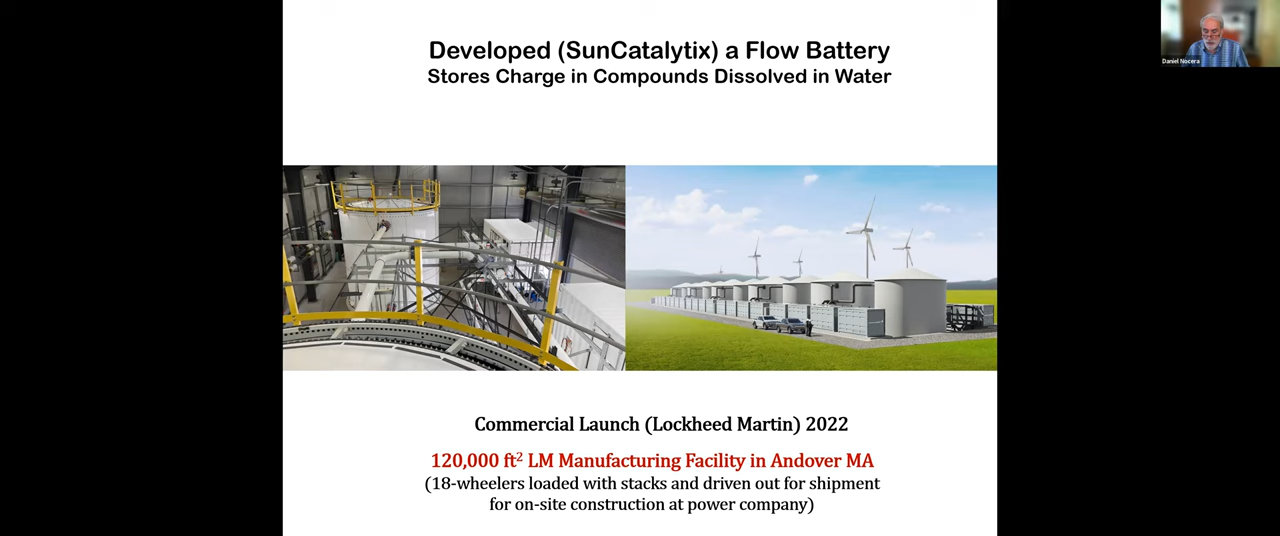 Developed (SunCatalytix) a Flow Battery
Stores Charge in Compounds Dissolved in Water
Daniel Nocera
Commercial Launch (Lockheed Martin) 2022
120,000 ft² LM Manufacturing Facility in Andover MA
(18-wheelers loaded with stacks and driven out for shipment
for on-site construction at power company)